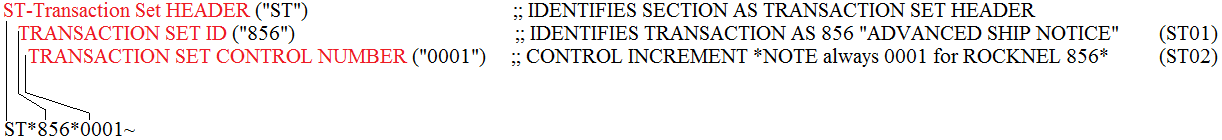 ST-Transaction Set HEADER ("ST") ;; IDENTIFIES SECTION AS TRANSACTION SET HEADER
TRANSACTION SET ID ("856") ;; IDENTIFIES TRANSACTION AS 856 "ADVANCED SHIP NOTICE" (ST01)
TRANSACTION SET CONTROL NUMBER ("0001") ;; CONTROL INCREMENT *NOTE always 0001 for ROCKNEL 856* (ST02)
ST*856*0001~